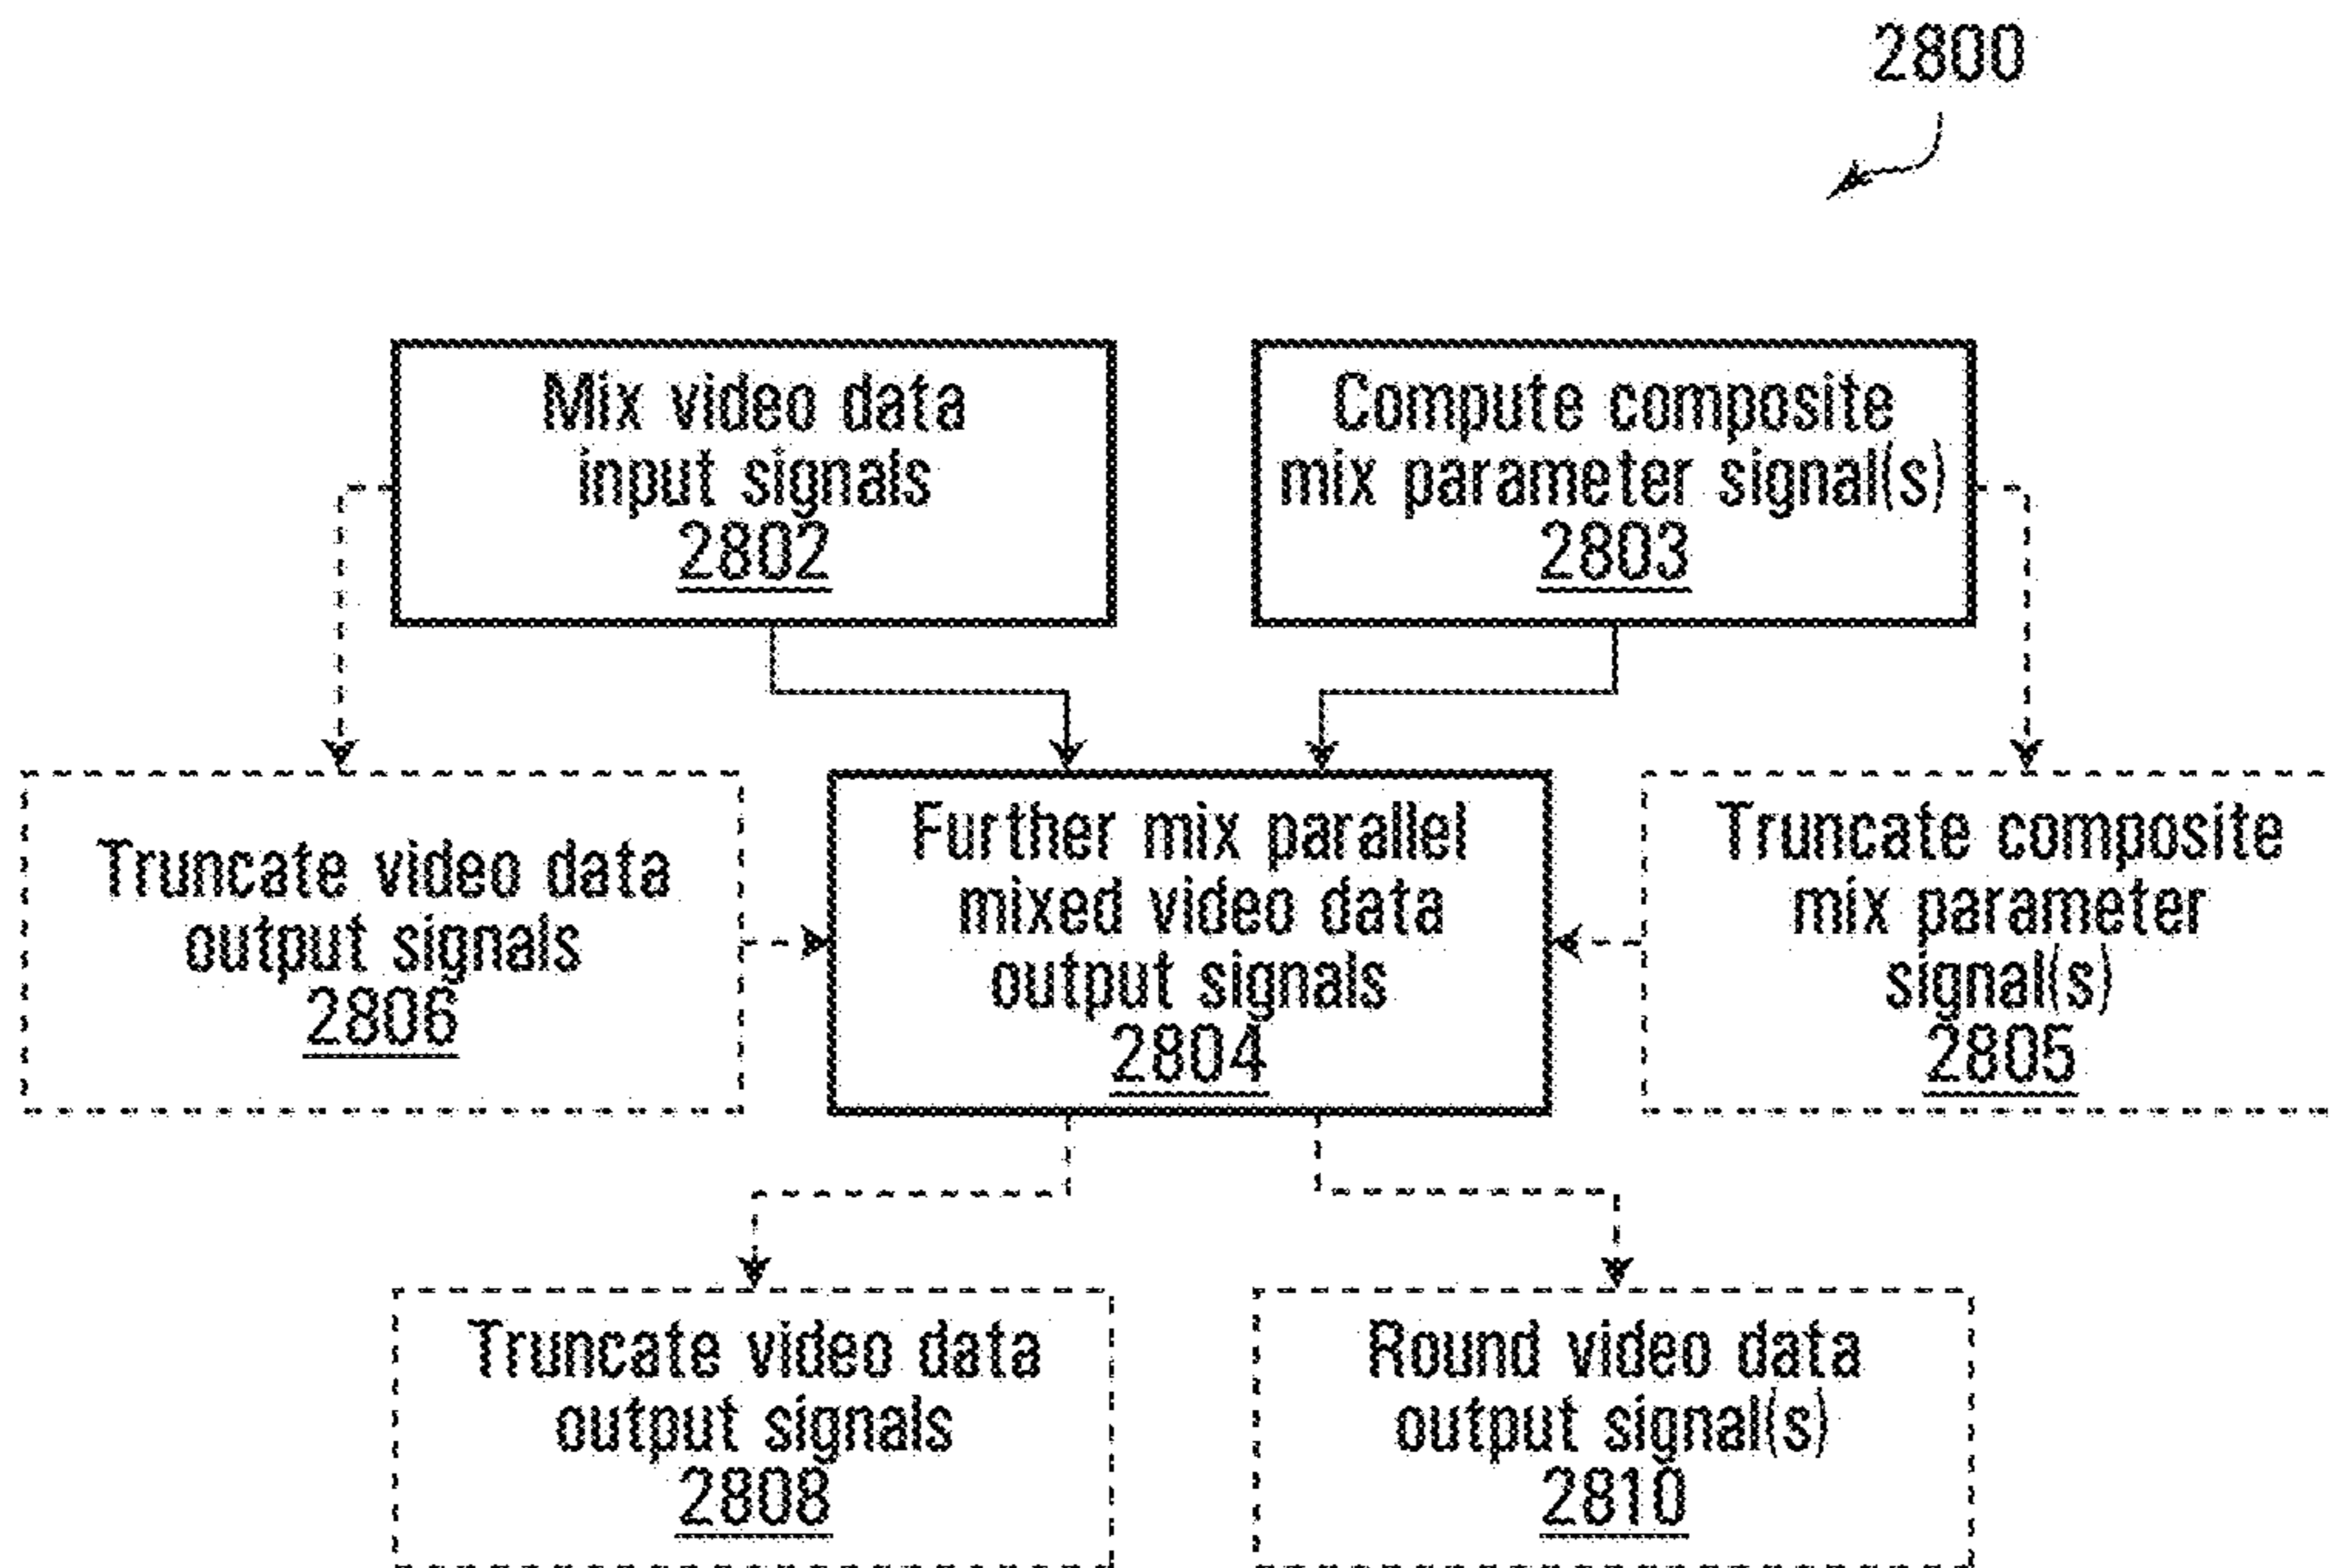 2800
Mix video data
input signals
2802
Compute composite
mix parameter signal(s)
2803
Truncate video data
output signals
2806
Further mix parallel
mixed video data
output signals
2804
Truncate composite
mix parameter
signal(s)
2805
Truncate video data
output signals
2808
Round video data
output signal(s)
2810